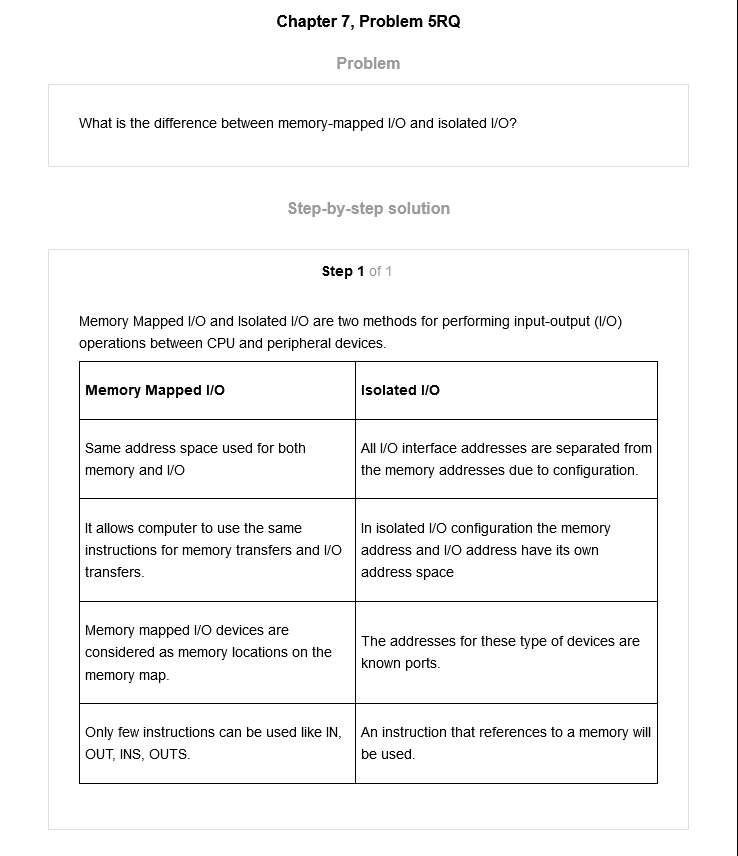 Chapter 7, Problem 5RQ
Problem
What is the difference between memory-mapped I/O and isolated I/O?
Step-by-step solution
Step 1 of 1
Memory Mapped I/O and Isolated I/O are two methods for performing input-output (I/O)
operations between CPU and peripheral devices.
Memory Mapped I/O
Isolated I/O
Same address space used for both
memory and I/O
All I/O interface addresses are separated from
the memory addresses due to configuration.
It allows computer to use the same
instructions for memory transfers and I/O
transfers.
In isolated I/O configuration the memory
address and I/O address have its own
address space
Memory mapped I/O devices are
considered as memory locations on the
memory map.
The addresses for these type of devices are
known ports.
Only few instructions can be used like IN,
OUT, INS, OUTS.
An instruction that references to a memory will
be used.